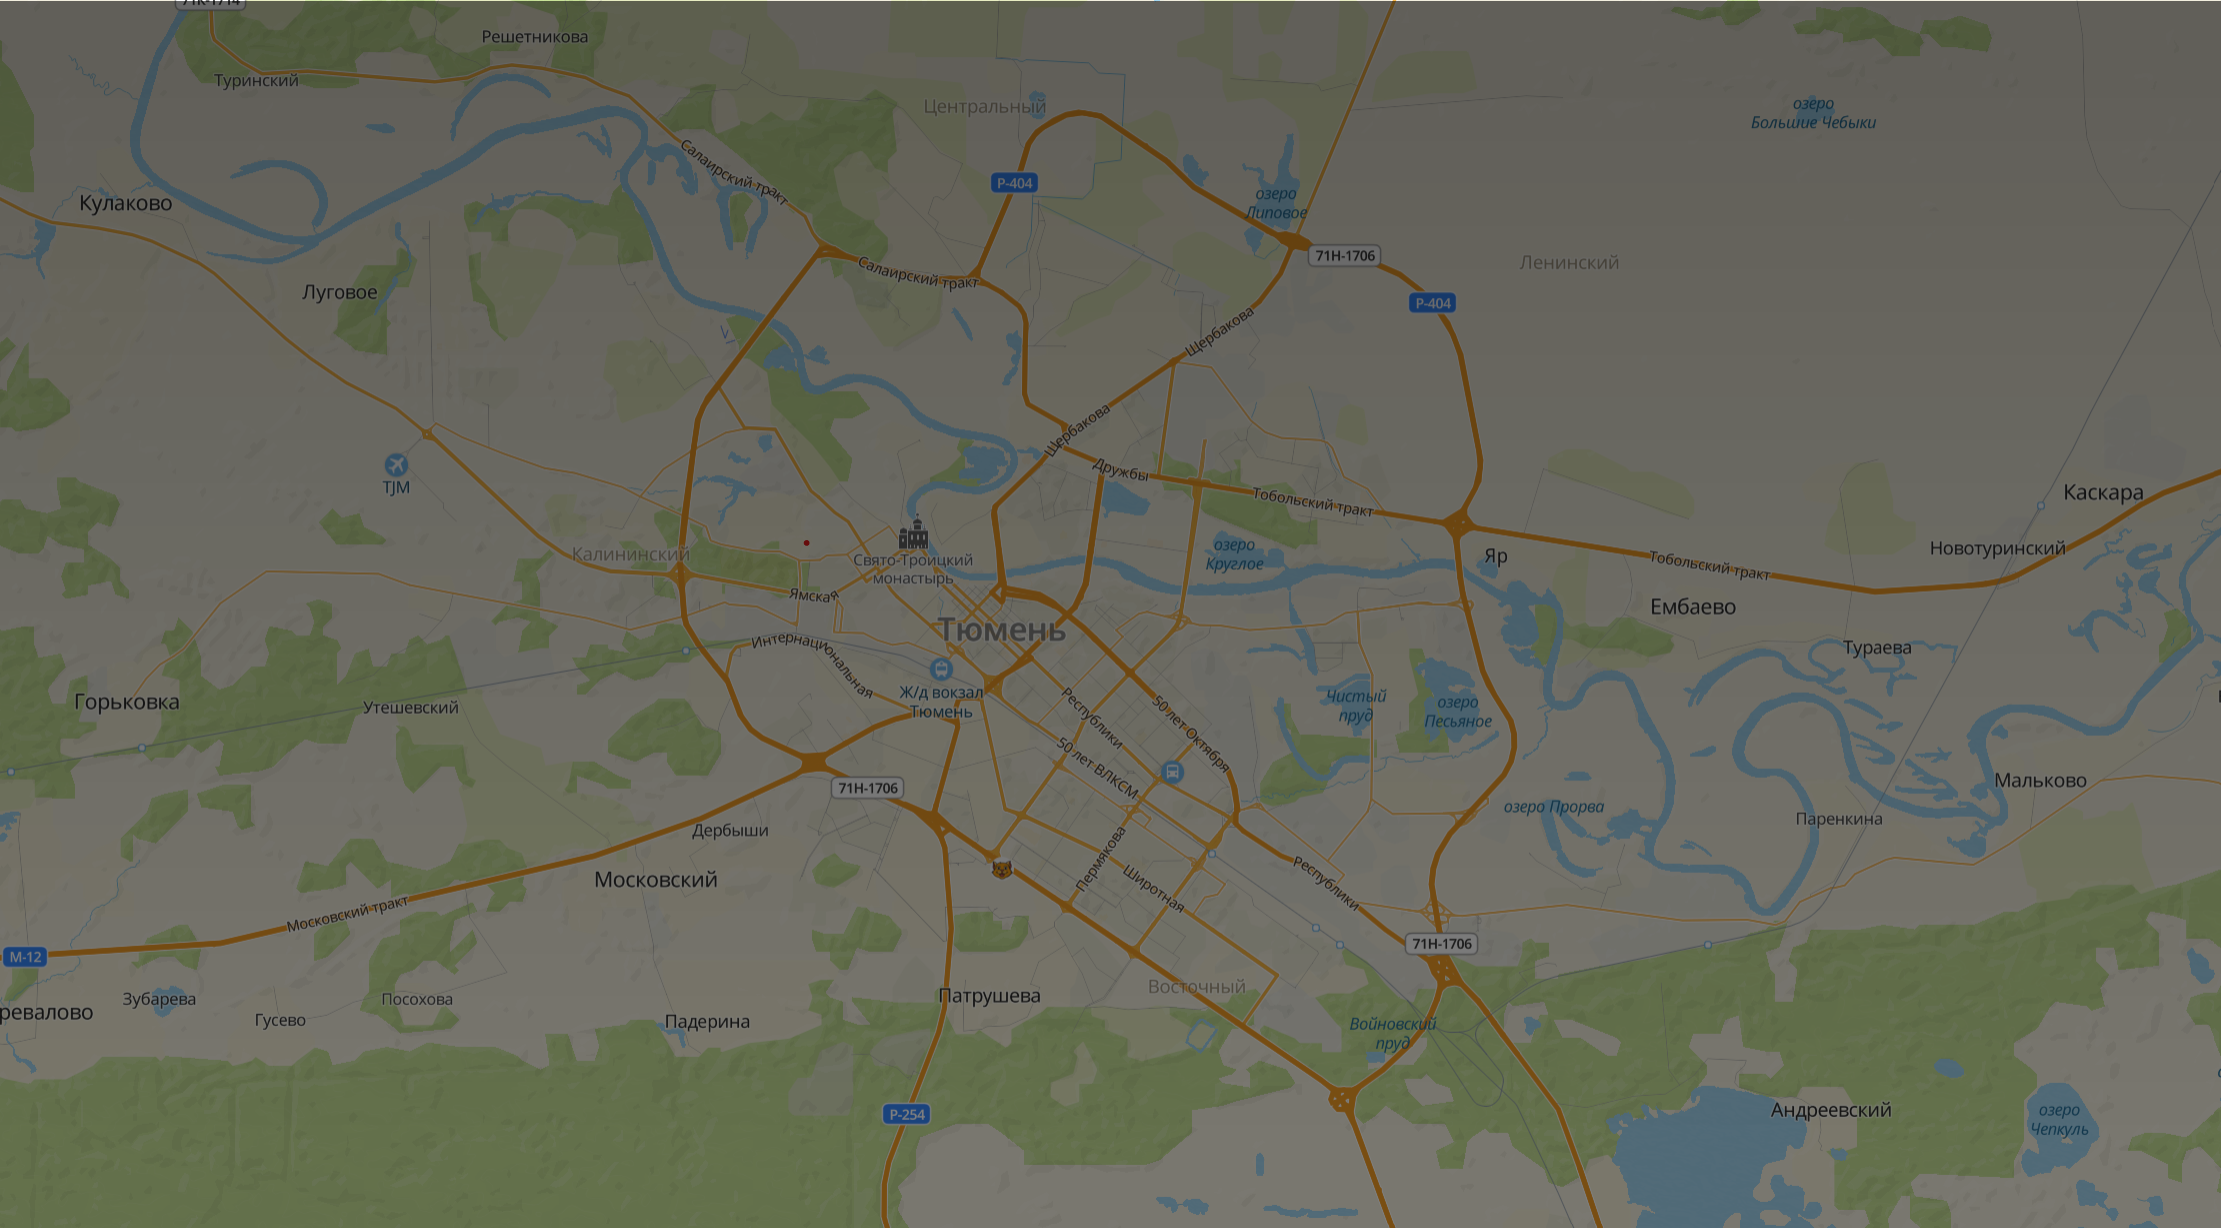 Решетникова
Туринский
Центральный
озеро
Большие Чебыки
Салаирский тракт
Р-404
Кулаково
озеро
Липовое
71Н-1706
Ленинский
Салаирский тракт
Луговое
Р-404
Щербакова
Щербакова
Дружбы
TJM
Тобольский тракт
Каскара
Калининский
Свято-Троицкий
монастырь
озеро
Круглое
Яр
Тобольский тракт
Новотуринский
Ямская
Ембаево
Тюмень
Интернациональная
Тураева
Ж/д вокзал
Тюмень
Горьковка
Утешевский
Республики
50 лет Октября
Чистый
пруд
озеро
Песьяное
50 лет ВЛКСМ
71Н-1706
Мальково
озеро Прорва
Паренкина
Дербыши
Московский
Пермякова
Широтная
Республики
Московский тракт
71Н-1706
М-12
Зубарева
Посохова
Патрушева
Восточный
ревалово
Гусево
Падерина
Войновский
пруд
Р-254
Андреевский
озеро
Чепкуль